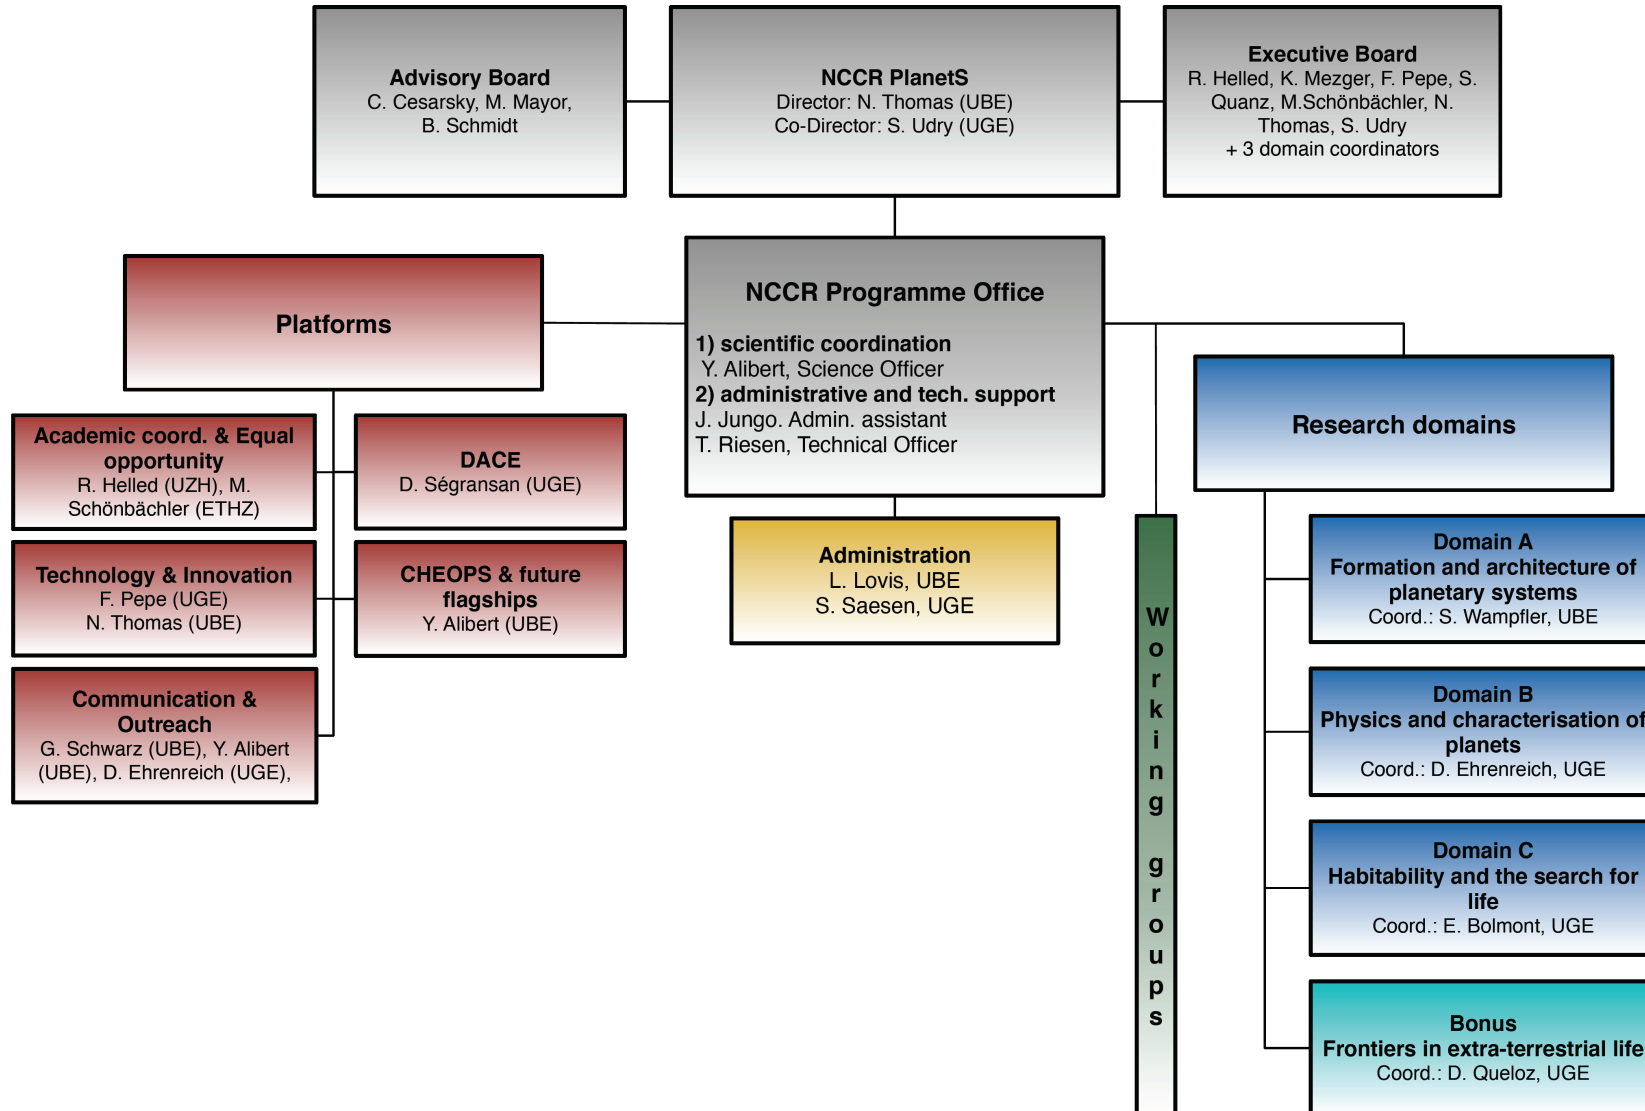 Advisory Board
C. Cesarsky, M. Mayor,
B. Schmidt
NCCR PlanetS
Director: N. Thomas (UBE)
Co-Director: S. Udry (UGE)
Executive Board
R. Helled, K. Mezger, F. Pepe, S.
Quanz, M.Schönbächler, N.
Thomas, S. Udry
+ 3 domain coordinators
Platforms
NCCR Programme Office
1) scientific coordination
Y. Alibert, Science Officer
2) administrative and tech. support
J. Jungo. Admin. assistant
T. Riesen, Technical Officer
Research domains
Academic coord. & Equal
opportunity
R. Helled (UZH), M.
Schönbächler (ETHZ)
DACE
D. Ségransan (UGE)
Technology & Innovation
F. Pepe (UGE)
N. Thomas (UBE)
CHEOPS & future
flagships
Y. Alibert (UBE)
Communication &
Outreach
G. Schwarz (UBE), Y. Alibert
(UBE), D. Ehrenreich (UGE),
Administration
L. Lovis, UBE
S. Saesen, UGE
Working groups
Domain A
Formation and architecture of
planetary systems
Coord.: S. Wampfler, UBE
Domain B
Physics and characterisation of
planets
Coord.: D. Ehrenreich, UGE
Domain C
Habitability and the search for
life
Coord.: E. Bolmont, UGE
Bonus
Frontiers in extra-terrestrial life
Coord.: D. Queloz, UGE